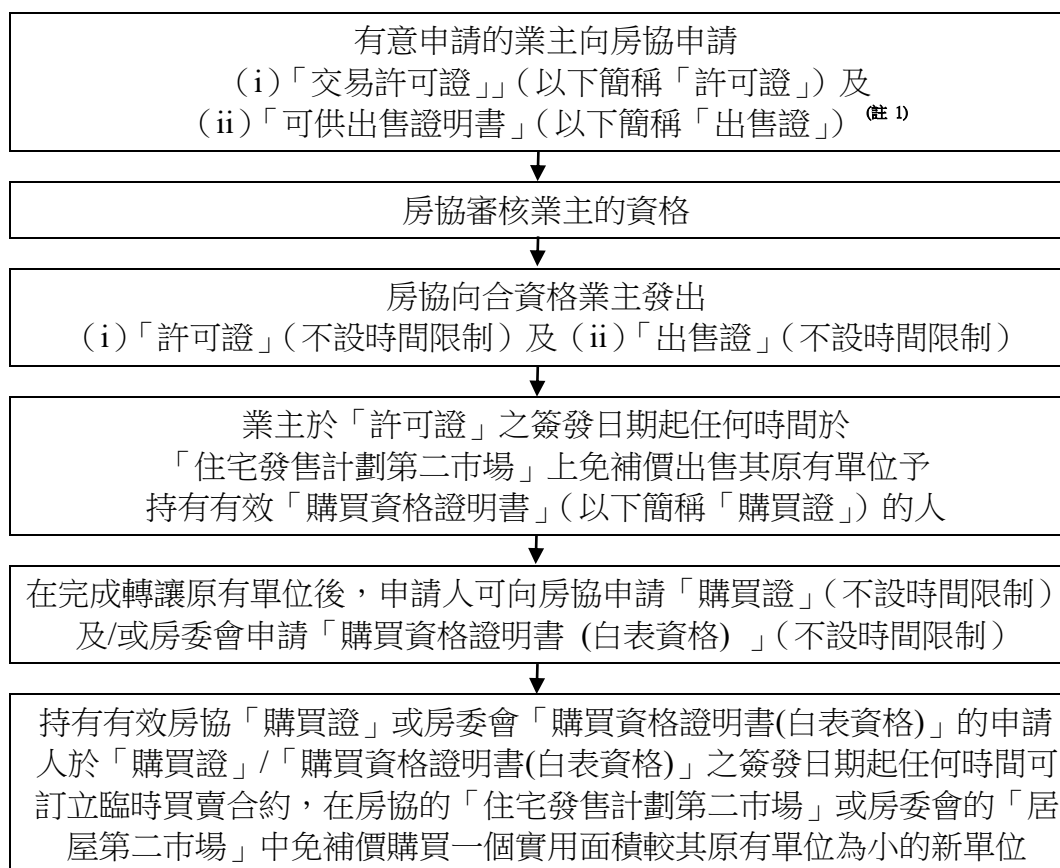 有意申請的業主向房協申請
（i）「交易許可證」」（以下簡稱「許可證」）及
（ii）「可供出售證明書」（以下簡稱「出售證」）(註 1)
房協審核業主的資格
房協向合資格業主發出
（i）「許可證」（不設時間限制）及（ii）「出售證」（不設時間限制）
業主於「許可證」之簽發日期起任何時間於
「住宅發售計劃第二市場」上免補價出售其原有單位予
持有有效「購買資格證明書」（以下簡稱「購買證」）的人
在完成轉讓原有單位後，申請人可向房協申請「購買證」（不設時間限制）
及/或房委會申請「購買資格證明書 (白表資格) 」（不設時間限制）
持有有效房協「購買證」或房委會「購買資格證明書(白表資格)」的申請
人於「購買證」/「購買資格證明書(白表資格)」之簽發日期起任何時間可
訂立臨時買賣合約，在房協的「住宅發售計劃第二市場」或房委會的「居
屋第二市場」中免補價購買一個實用面積較其原有單位為小的新單位